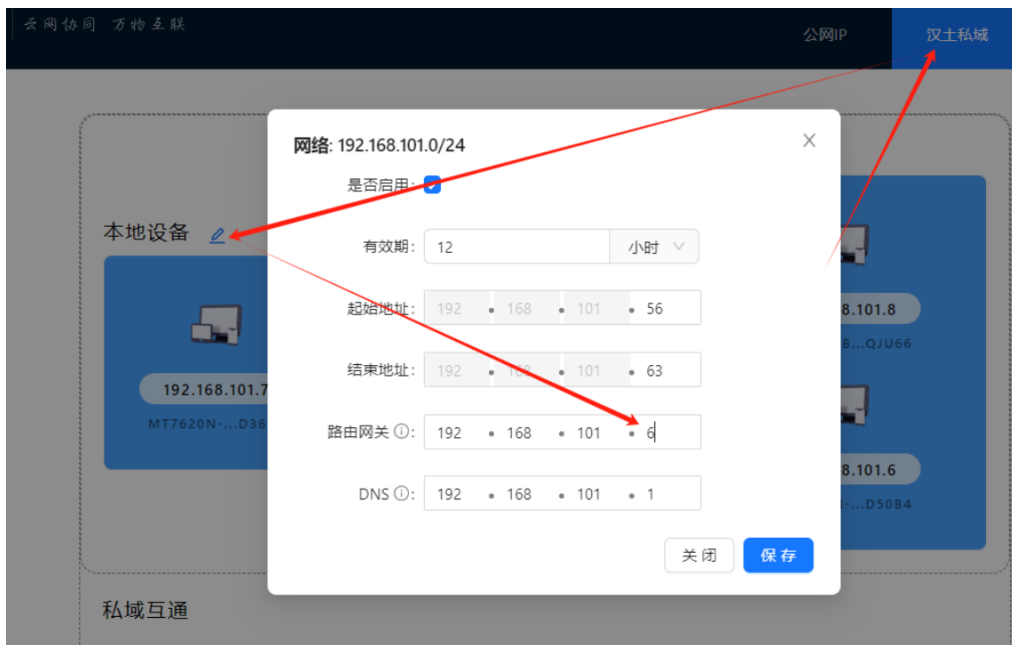 云网协同 万物互联
公网IP
汉土私域
网络: 192.168.101.0/24
是否启用:
本地设备
有效期: 12 小时
起始地址: 192 . 168 . 101 . 56
8.101.8
B...QJU66
结束地址: 192 . 168 . 101 . 63
192.168.101.7
MT7620N-...D36
路由网关 ⓘ: 192 . 168 . 101 . 6
8.101.6
-...D50B4
DNS ⓘ: 192 . 168 . 101 . 1
关 闭
保 存
私域互通